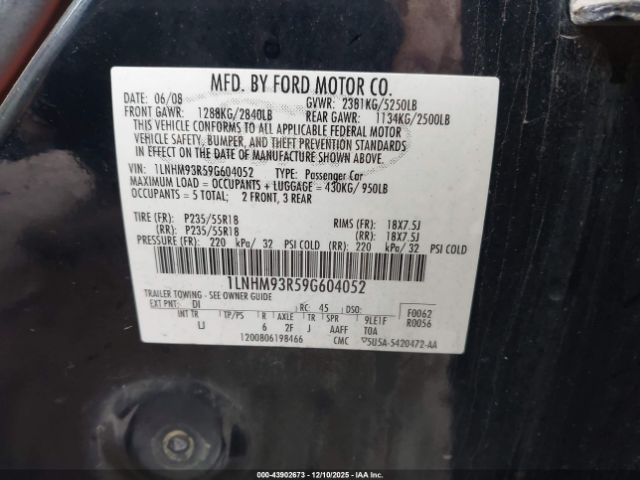 MFD. BY FORD MOTOR CO.
DATE: 06/08 GVWR: 2381KG/5250LB
FRONT GAWR: 1288KG/2840LB REAR GAWR: 1134KG/2500LB
THIS VEHICLE CONFORMS TO ALL APPLICABLE FEDERAL MOTOR
VEHICLE SAFETY, BUMPER, AND THEFT PREVENTION STANDARDS
IN EFFECT ON THE DATE OF MANUFACTURE SHOWN ABOVE.
VIN: 1LNHM93R59G604052 TYPE: Passenger Car
MAXIMUM LOAD = OCCUPANTS + LUGGAGE = 430KG/ 950LB
OCCUPANTS = 5 TOTAL; 2 FRONT, 3 REAR
TIRE (FR): P235/55R18 RIMS (FR): 18X7.5J
(RR): P235/55R18 (RR): 18X7.5J
PRESSURE (FR): 220 kPa/ 32 PSI COLD (RR): 220 kPa/ 32 PSI COLD
1LNHM93R59G604052
TRAILER TOWING - SEE OWNER GUIDE
EXT PNT: DI RC: 45 DSO: F0062
INT TR TP/PS R AXLE TR SPR 9LE1F R0056
LJ 6 2F J AAFF TOA
1200806198466 CMC ▽5U5A-5420472-AA
000-43902673 - 12/10/2025 - IAA, Inc.